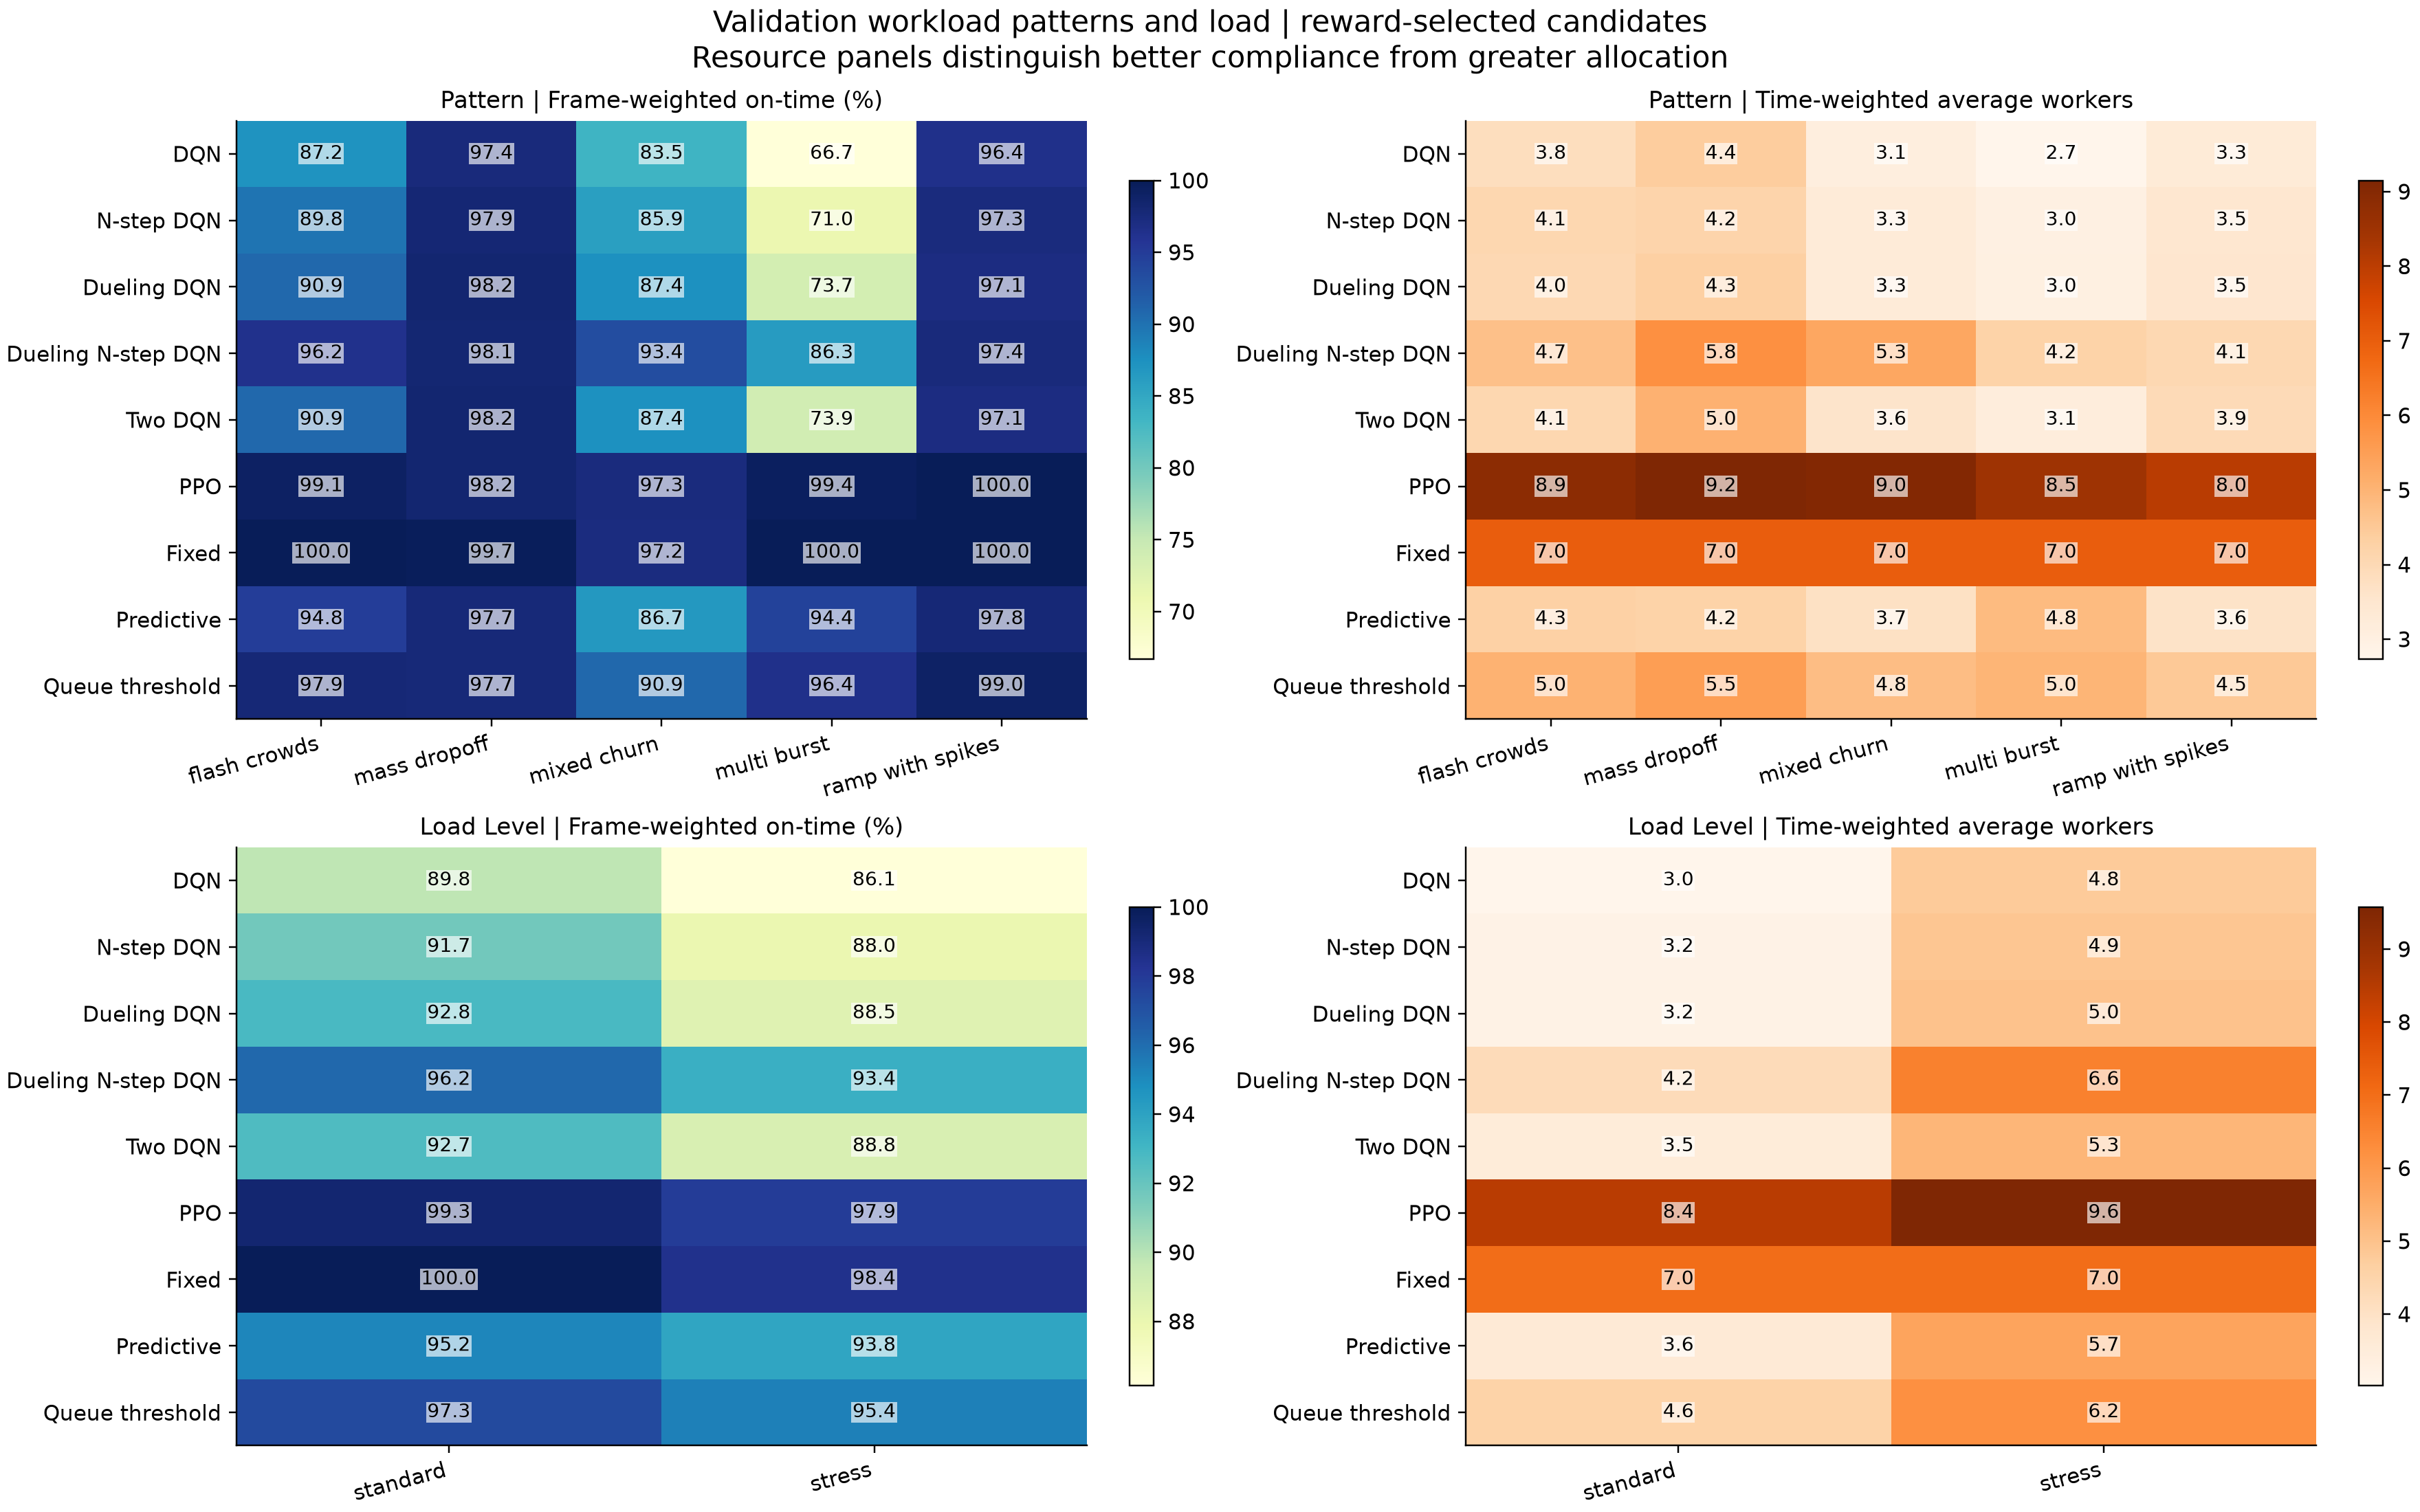 Validation workload patterns and load | reward-selected candidates
Resource panels distinguish better compliance from greater allocation
Pattern | Frame-weighted on-time (%)
DQN 87.2 97.4 83.5 66.7 96.4
N-step DQN 89.8 97.9 85.9 71.0 97.3
Dueling DQN 90.9 98.2 87.4 73.7 97.1
Dueling N-step DQN 96.2 98.1 93.4 86.3 97.4
Two DQN 90.9 98.2 87.4 73.9 97.1
PPO 99.1 98.2 97.3 99.4 100.0
Fixed 100.0 99.7 97.2 100.0 100.0
Predictive 94.8 97.7 86.7 94.4 97.8
Queue threshold 97.9 97.7 90.9 96.4 99.0
flash crowds mass dropoff mixed churn multi burst ramp with spikes
100
95
90
85
80
75
70
Pattern | Time-weighted average workers
DQN 3.8 4.4 3.1 2.7 3.3
N-step DQN 4.1 4.2 3.3 3.0 3.5
Dueling DQN 4.0 4.3 3.3 3.0 3.5
Dueling N-step DQN 4.7 5.8 5.3 4.2 4.1
Two DQN 4.1 5.0 3.6 3.1 3.9
PPO 8.9 9.2 9.0 8.5 8.0
Fixed 7.0 7.0 7.0 7.0 7.0
Predictive 4.3 4.2 3.7 4.8 3.6
Queue threshold 5.0 5.5 4.8 5.0 4.5
flash crowds mass dropoff mixed churn multi burst ramp with spikes
9
8
7
6
5
4
3
Load Level | Frame-weighted on-time (%)
DQN 89.8 86.1
N-step DQN 91.7 88.0
Dueling DQN 92.8 88.5
Dueling N-step DQN 96.2 93.4
Two DQN 92.7 88.8
PPO 99.3 97.9
Fixed 100.0 98.4
Predictive 95.2 93.8
Queue threshold 97.3 95.4
standard stress
100
98
96
94
92
90
88
Load Level | Time-weighted average workers
DQN 3.0 4.8
N-step DQN 3.2 4.9
Dueling DQN 3.2 5.0
Dueling N-step DQN 4.2 6.6
Two DQN 3.5 5.3
PPO 8.4 9.6
Fixed 7.0 7.0
Predictive 3.6 5.7
Queue threshold 4.6 6.2
standard stress
9
8
7
6
5
4